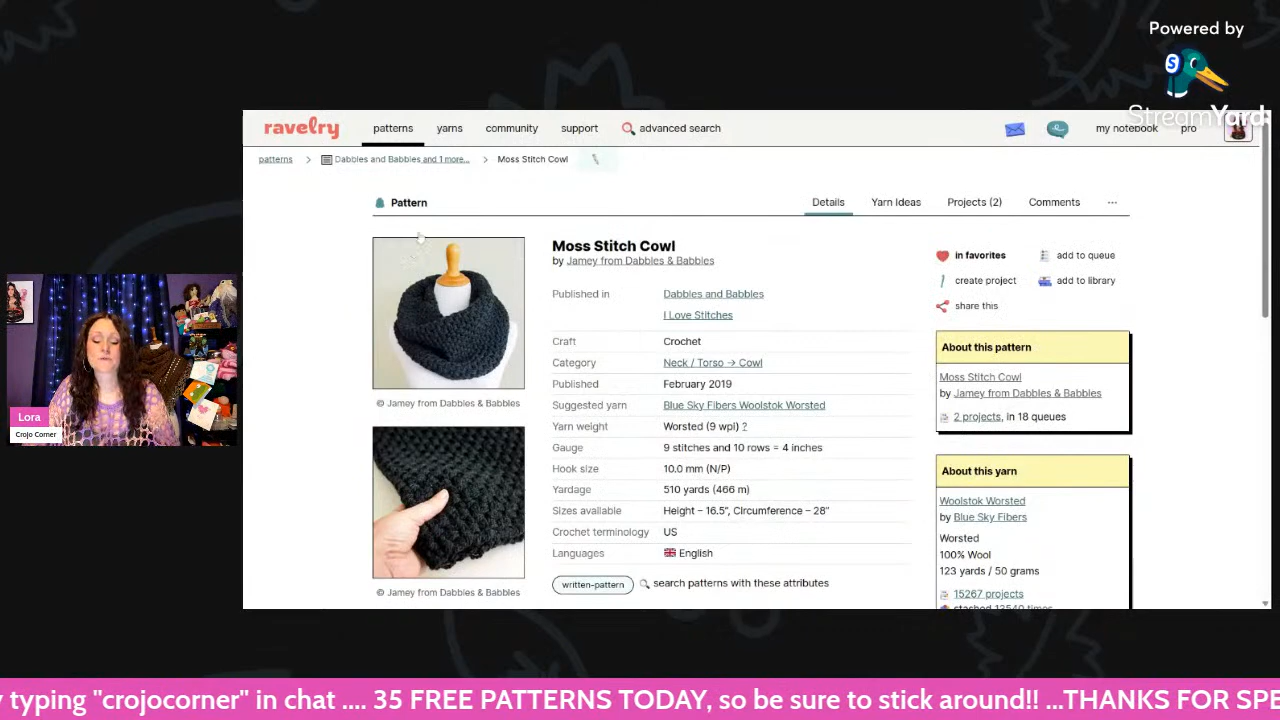 Powered by
StreamYard
ravelry
patterns yarns community support advanced search my notebook pro
patterns > Dabbles and Babbles and 1 more... > Moss Stitch Cowl
Pattern
Details Yarn Ideas Projects (2) Comments ...
Moss Stitch Cowl
by Jamey from Dabbles & Babbles
Published in Dabbles and Babbles
I Love Stitches
Craft Crochet
Category Neck / Torso → Cowl
Published February 2019
Suggested yarn Blue Sky Fibers Woolstok Worsted
Yarn weight Worsted (9 wpl) ?
Gauge 9 stitches and 10 rows = 4 inches
Hook size 10.0 mm (N/P)
Yardage 510 yards (466 m)
Sizes available Height – 16.5", Circumference – 28"
Crochet terminology US
Languages English
written-pattern search patterns with these attributes
© Jamey from Dabbles & Babbles
© Jamey from Dabbles & Babbles
in favorites add to queue
create project add to library
share this
About this pattern
Moss Stitch Cowl
by Jamey from Dabbles & Babbles
2 projects, in 18 queues
About this yarn
Woolstok Worsted
by Blue Sky Fibers
Worsted
100% Wool
123 yards / 50 grams
15267 projects
stashed 13540 times
Lora
Crojo Corner
typing "crojocorner" in chat .... 35 FREE PATTERNS TODAY, so be sure to stick around!! ...THANKS FOR SPE